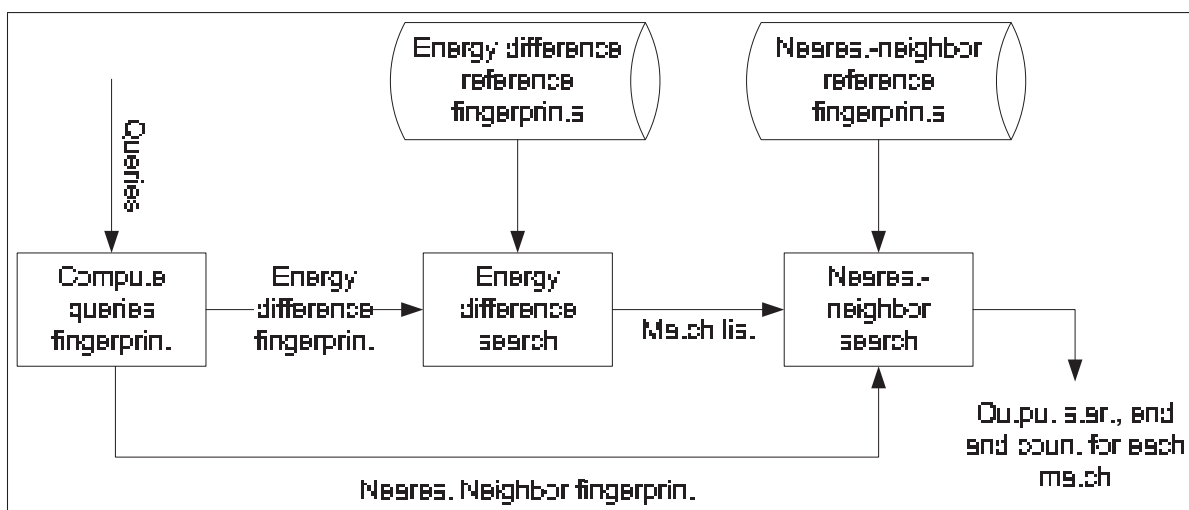 Energy difference
reference
fingerprints
Nearest-neighbor
reference
fingerprints
Queries
Compute
queries
fingerprint
Energy
difference
fingerprint
Energy
difference
search
Match list
Nearest-
neighbor
search
Output start, end
and count for each
match
Nearest Neighbor fingerprint